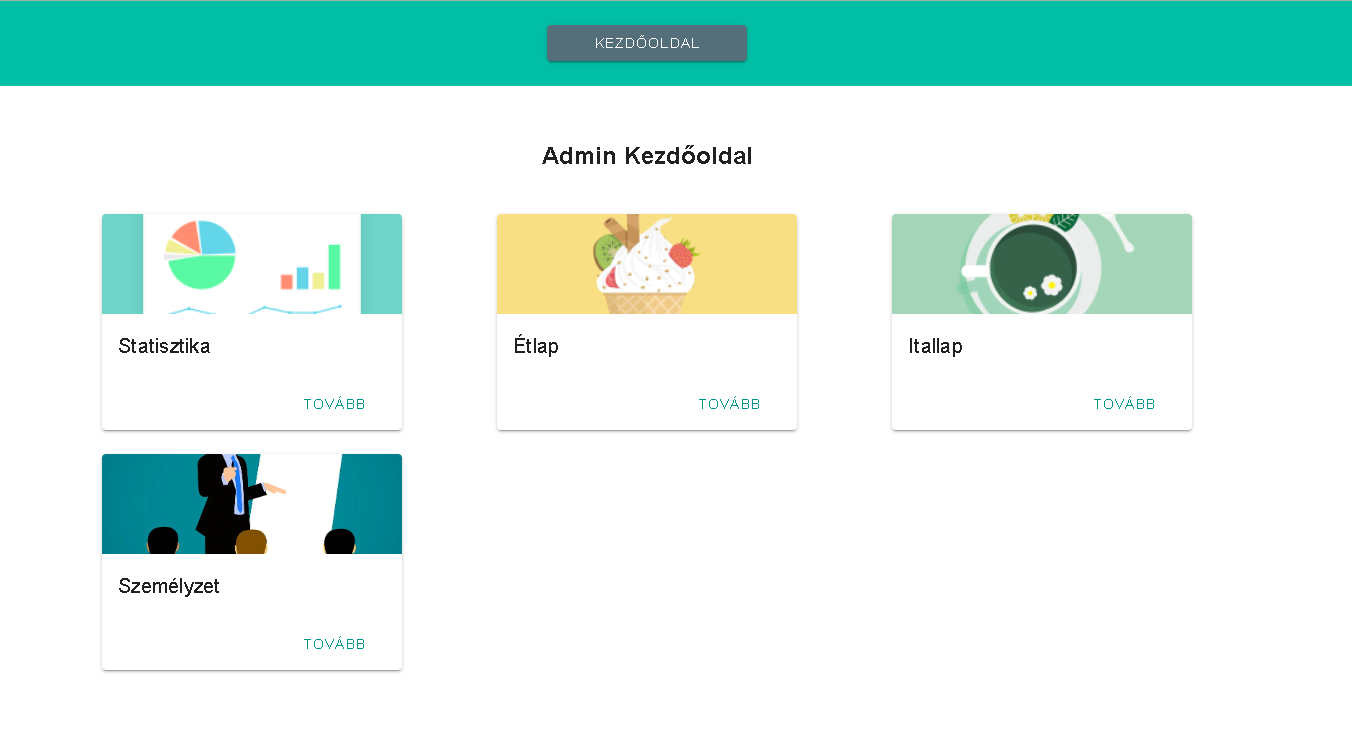 KEZDŐOLDAL
Admin Kezdőoldal
Statisztika
TOVÁBB
Étlap
TOVÁBB
Itallap
TOVÁBB
Személyzet
TOVÁBB